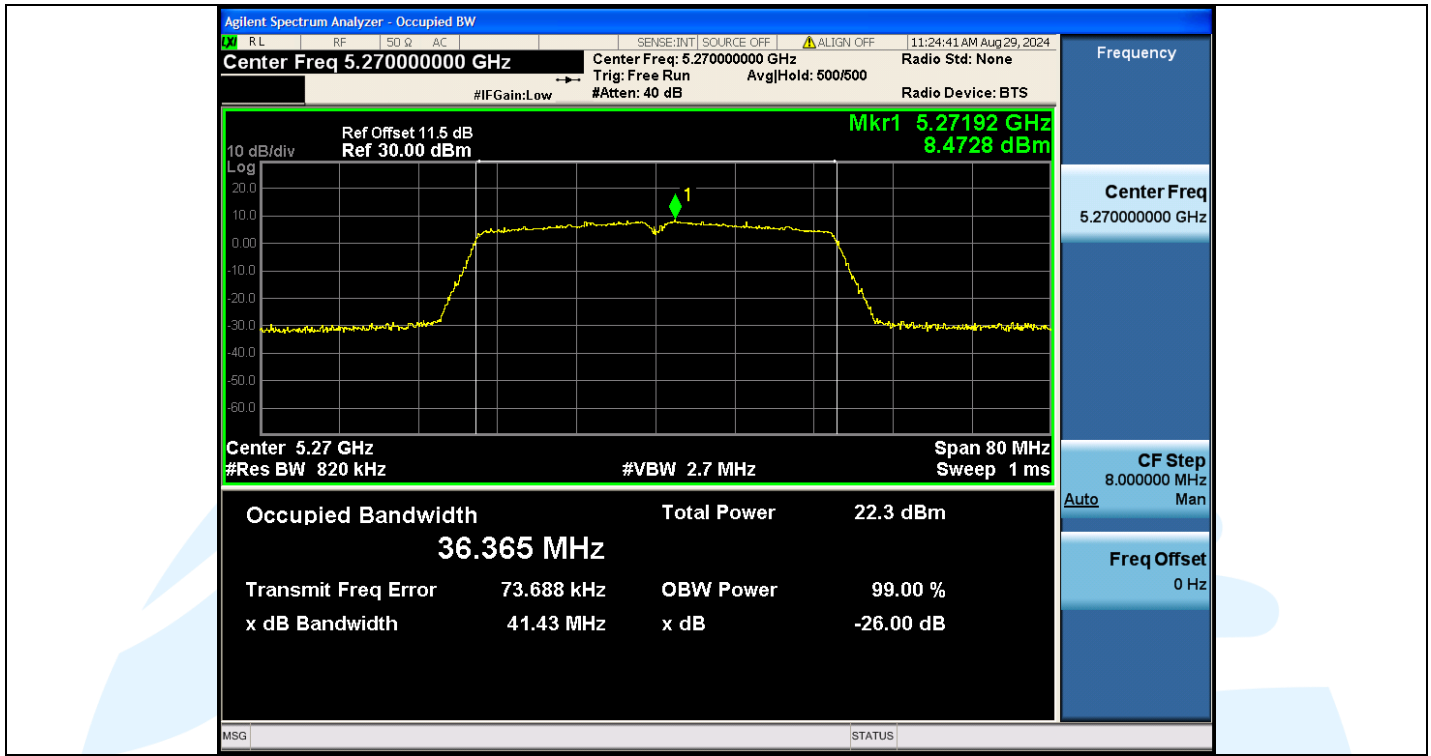 Agilent Spectrum Analyzer - Occupied BW
LXI RL RF 50 Ω AC SENSE:INT SOURCE OFF ALIGN OFF 11:24:41 AM Aug 29, 2024
Center Freq 5.270000000 GHz
Center Freq: 5.270000000 GHz Radio Std: None
Trig: Free Run Avg|Hold: 500/500
#IFGain:Low #Atten: 40 dB Radio Device: BTS
Mkr1 5.27192 GHz
8.4728 dBm
Ref Offset 11.5 dB
10 dB/div Ref 30.00 dBm
Log
20.0
10.0
0.00
-10.0
-20.0
-30.0
-40.0
-50.0
-60.0
1
Center 5.27 GHz Span 80 MHz
#Res BW 820 kHz #VBW 2.7 MHz Sweep 1 ms
Occupied Bandwidth Total Power 22.3 dBm
36.365 MHz
Transmit Freq Error 73.688 kHz OBW Power 99.00 %
x dB Bandwidth 41.43 MHz x dB -26.00 dB
MSG STATUS
Frequency
Center Freq
5.270000000 GHz
CF Step
8.000000 MHz
Auto Man
Freq Offset
0 Hz